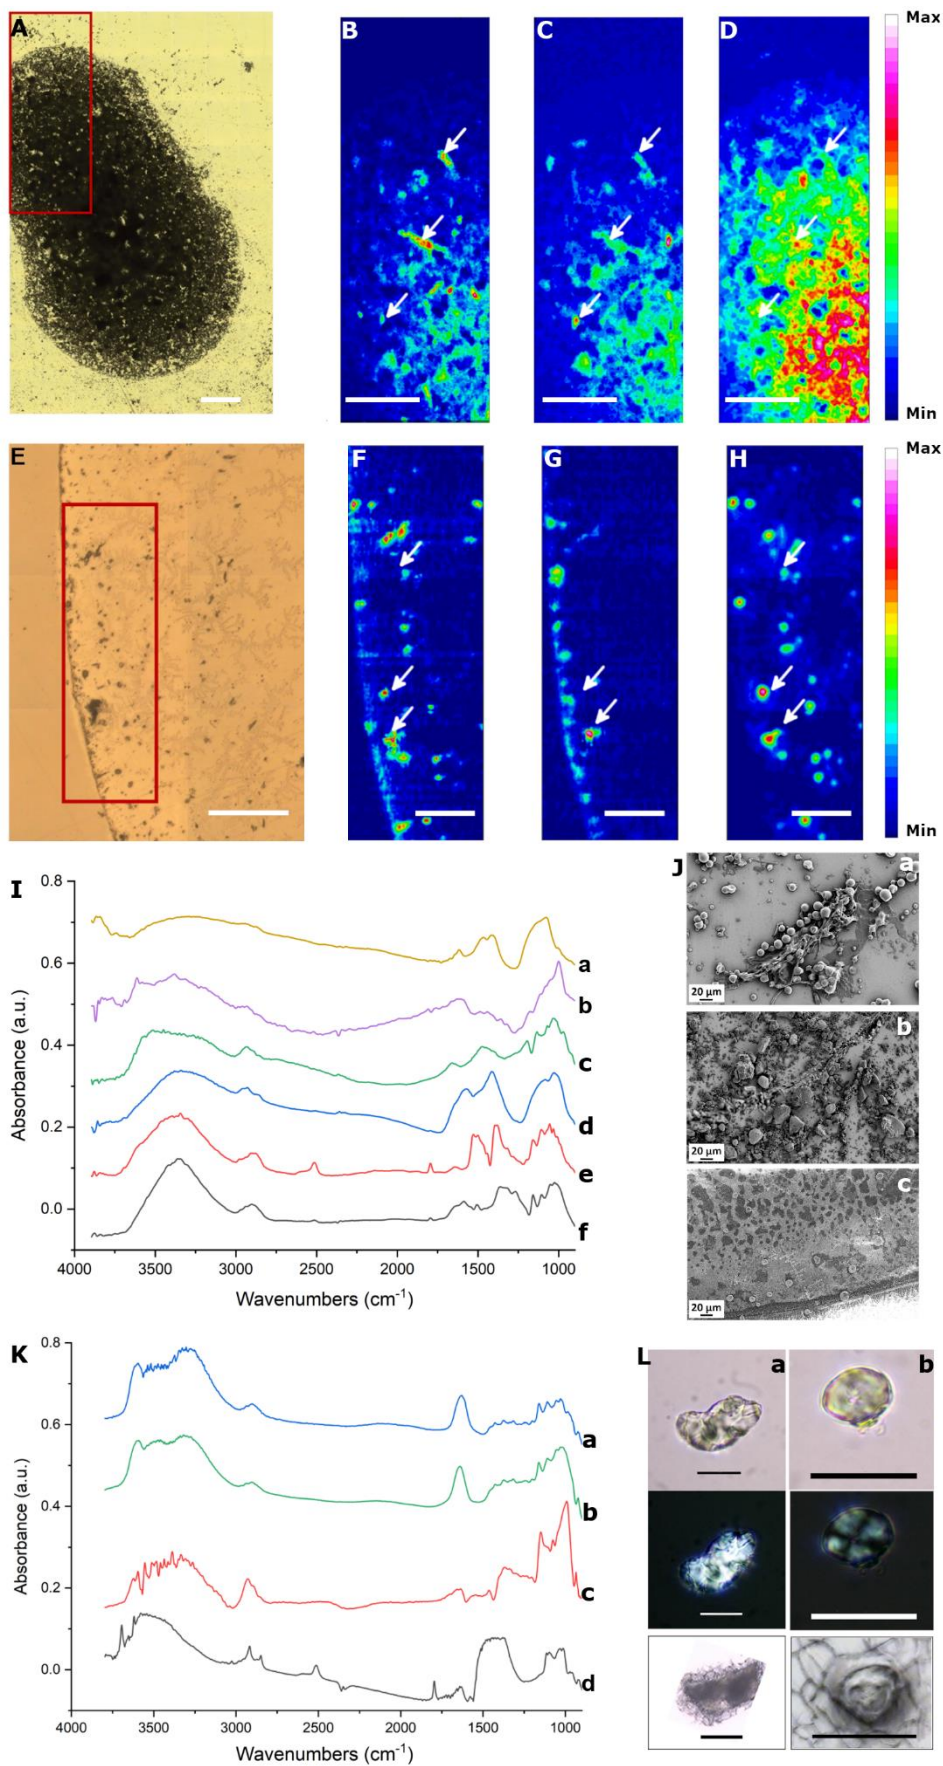 A
B
C
D
Max
Min
E
F
G
H
Max
Min
I
0.8
0.6
0.4
0.2
0.0
Absorbance (a.u.)
a
b
c
d
e
f
4000
3500
3000
2500
2000
1500
1000
Wavenumbers (cm⁻¹)
J
a
20 µm
b
20 µm
c
20 µm
K
0.8
0.6
0.4
0.2
0.0
Absorbance (a.u.)
a
b
c
d
4000
3500
3000
2500
2000
1500
1000
Wavenumbers (cm⁻¹)
L
a
b